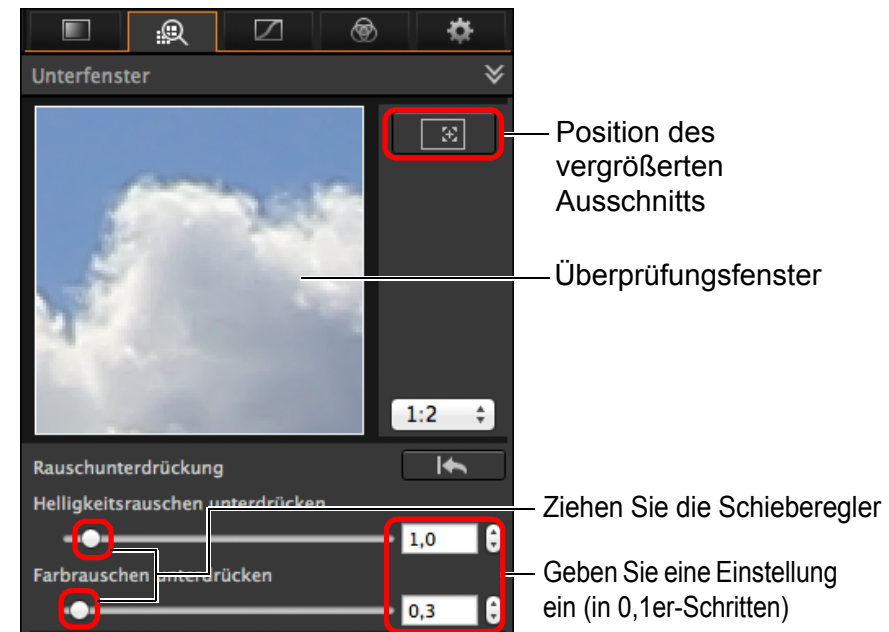 Unterfenster
Position des
vergrößerten
Ausschnitts
Überprüfungsfenster
1:2
Rauschunterdrückung
Helligkeitsrauschen unterdrücken
Ziehen Sie die Schieberegler
1,0
Farbrauschen unterdrücken
Geben Sie eine Einstellung
ein (in 0,1er-Schritten)
0,3